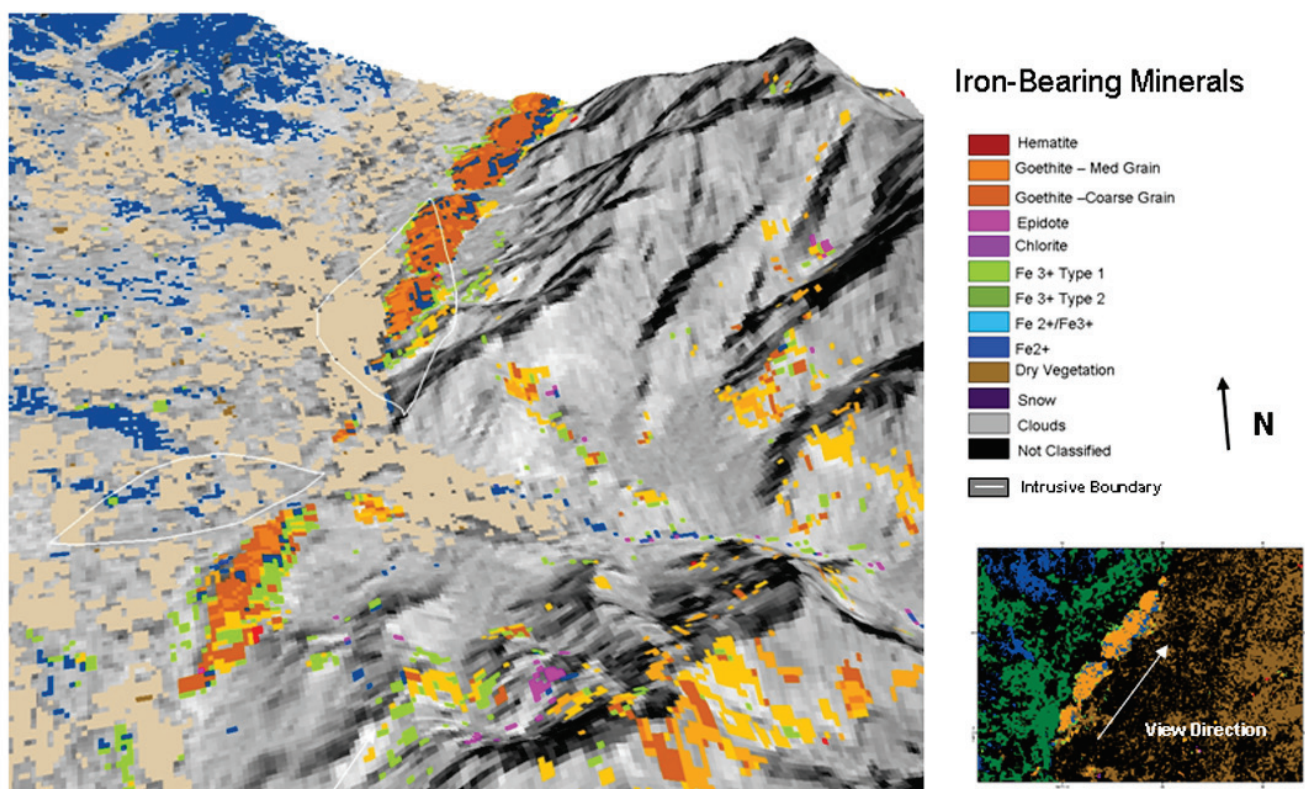 Iron-Bearing Minerals
Hematite
Goethite – Med Grain
Goethite –Coarse Grain
Epidote
Chlorite
Fe 3+ Type 1
Fe 3+ Type 2
Fe 2+/Fe3+
Fe2+
Dry Vegetation
Snow
Clouds
Not Classified
Intrusive Boundary
N
View Direction